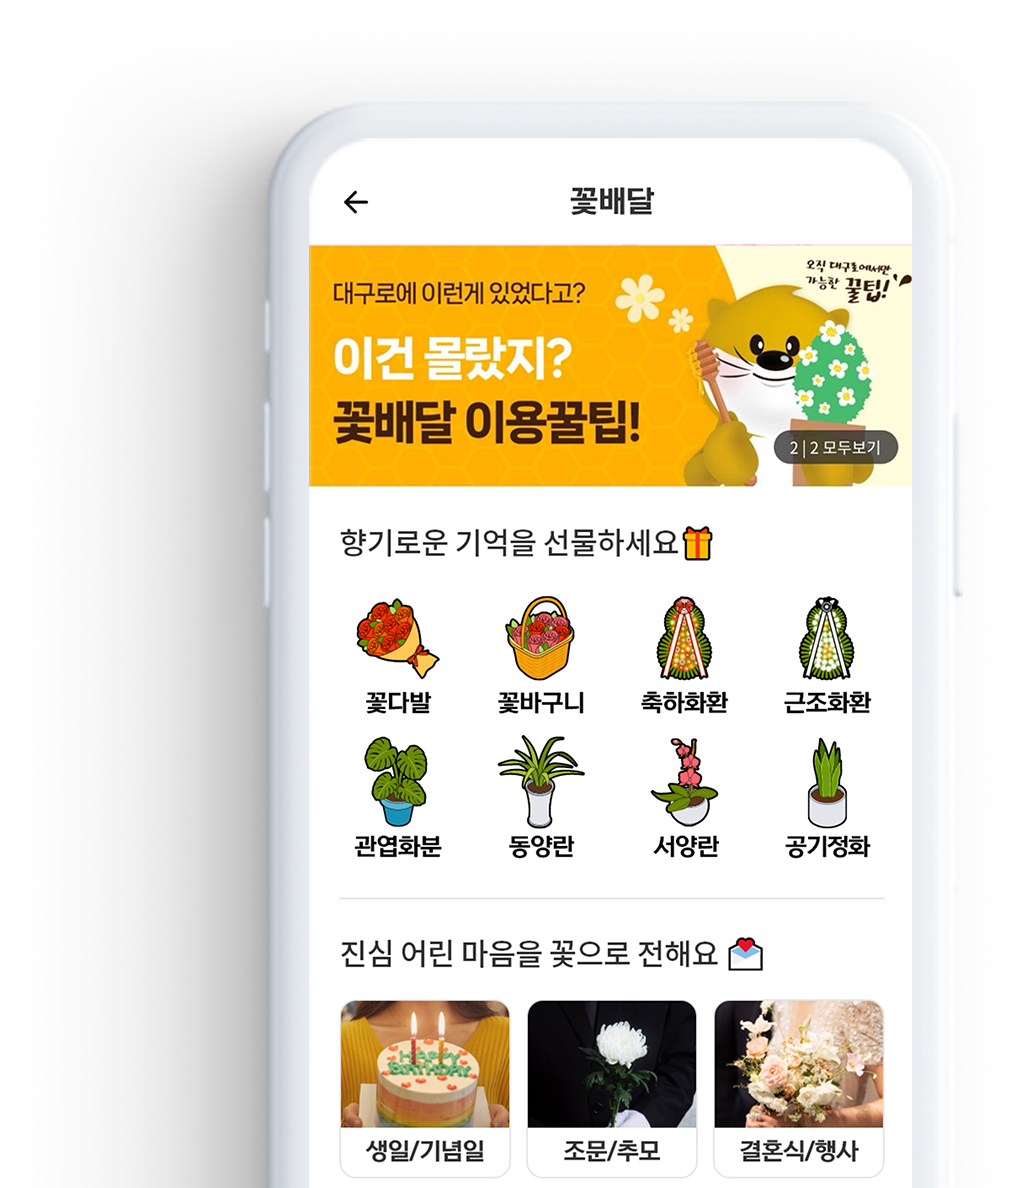 꽃배달
대구로에 이런게 있었다고?
이건 몰랐지?
꽃배달 이용꿀팁!
오직 대구로에서만
가능한 꿀팁!
2 | 2 모두보기
향기로운 기억을 선물하세요
꽃다발 꽃바구니 축하화환 근조화환
관엽화분 동양란 서양란 공기정화
진심 어린 마음을 꽃으로 전해요
HAPPY
BIRTHDAY
생일/기념일 조문/추모 결혼식/행사